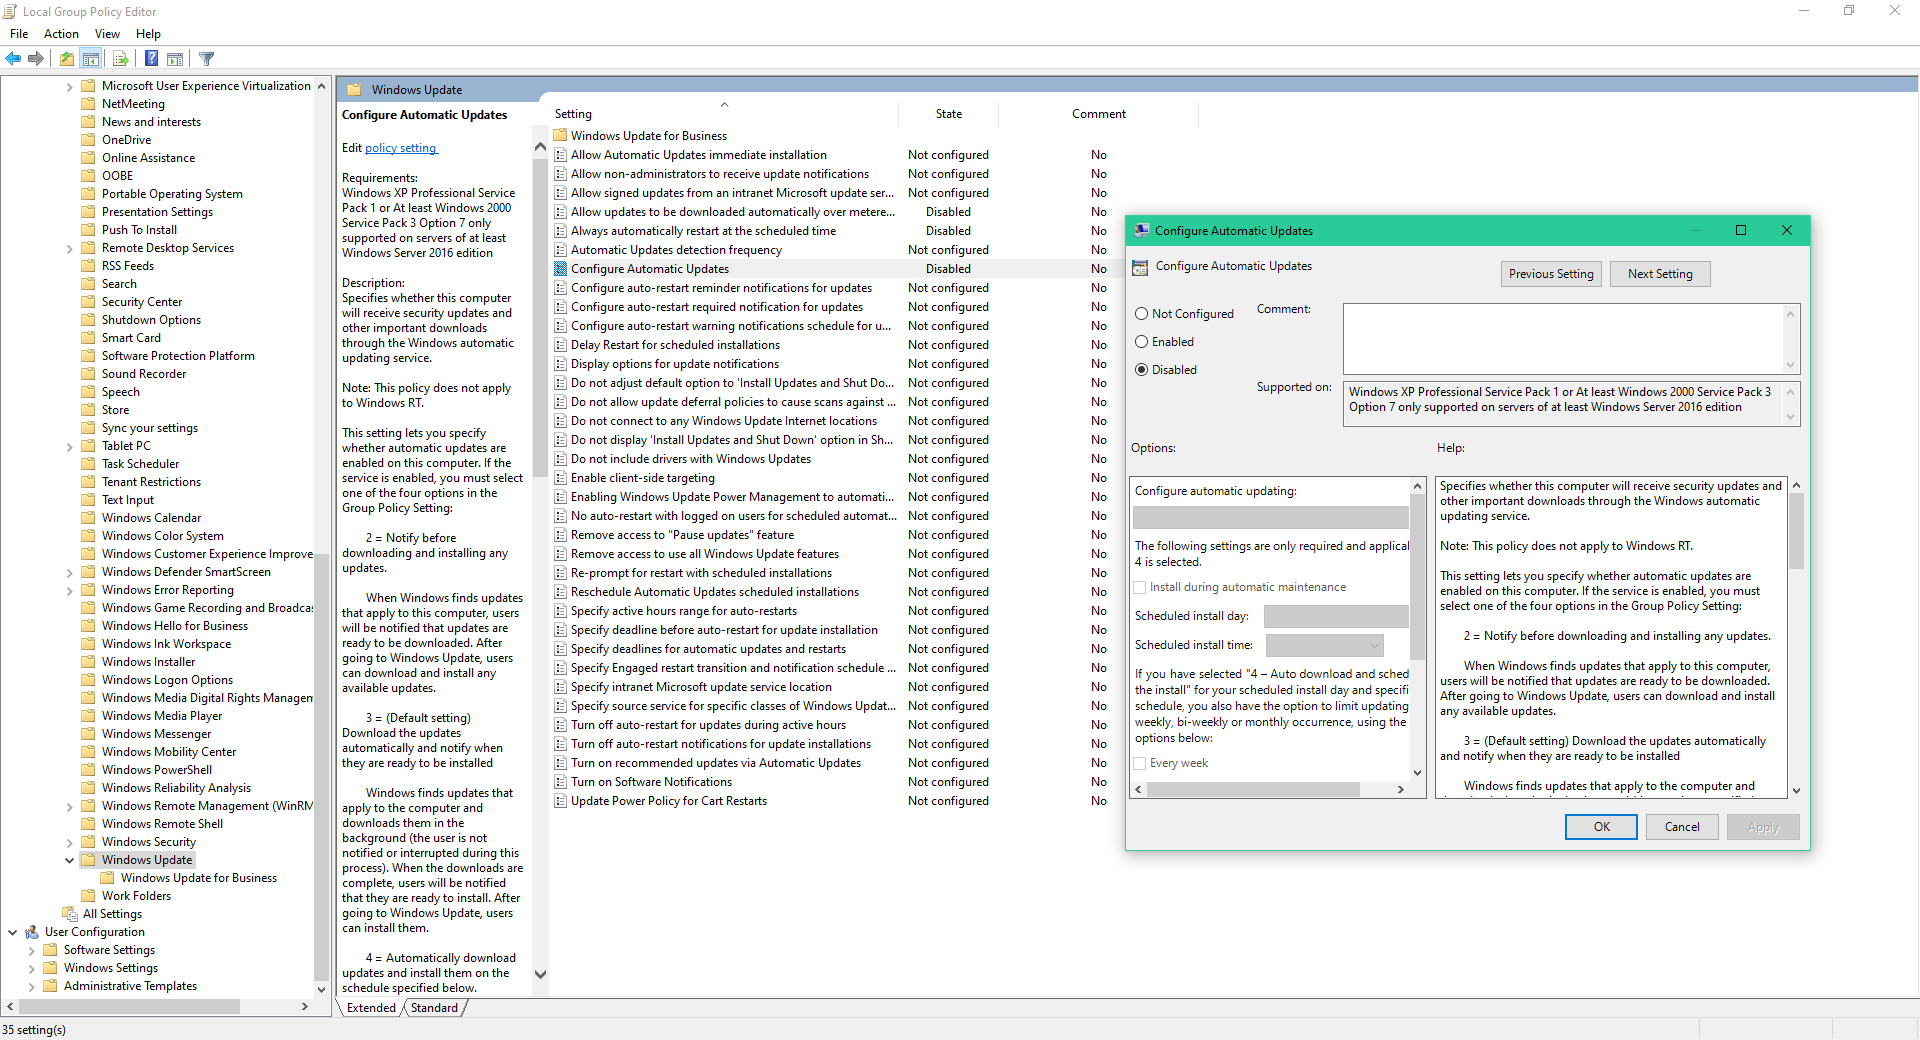 Local Group Policy Editor
File Action View Help
Microsoft User Experience Virtualization
NetMeeting
News and interests
OneDrive
Online Assistance
OOBE
Portable Operating System
Presentation Settings
Push To Install
Remote Desktop Services
RSS Feeds
Search
Security Center
Shutdown Options
Smart Card
Software Protection Platform
Sound Recorder
Speech
Store
Sync your settings
Tablet PC
Task Scheduler
Tenant Restrictions
Text Input
Windows Calendar
Windows Color System
Windows Customer Experience Improve
Windows Defender SmartScreen
Windows Error Reporting
Windows Game Recording and Broadcas
Windows Hello for Business
Windows Ink Workspace
Windows Installer
Windows Logon Options
Windows Media Digital Rights Managem
Windows Media Player
Windows Messenger
Windows Mobility Center
Windows PowerShell
Windows Reliability Analysis
Windows Remote Management (WinRM
Windows Remote Shell
Windows Security
Windows Update
Windows Update for Business
Work Folders
All Settings
User Configuration
Software Settings
Windows Settings
Administrative Templates
35 setting(s)
Windows Update
Configure Automatic Updates
Edit policy setting
Requirements:
Windows XP Professional Service
Pack 1 or At least Windows 2000
Service Pack 3 Option 7 only
supported on servers of at least
Windows Server 2016 edition
Description:
Specifies whether this computer
will receive security updates and
other important downloads
through the Windows automatic
updating service.
Note: This policy does not apply
to Windows RT.
This setting lets you specify
whether automatic updates are
enabled on this computer. If the
service is enabled, you must select
one of the four options in the
Group Policy Setting:
2 = Notify before
downloading and installing any
updates.
When Windows finds updates
that apply to this computer, users
will be notified that updates are
ready to be downloaded. After
going to Windows Update, users
can download and install any
available updates.
3 = (Default setting)
Download the updates
automatically and notify when
they are ready to be installed
Windows finds updates that
apply to the computer and
downloads them in the
background (the user is not
notified or interrupted during this
process). When the downloads are
complete, users will be notified
that they are ready to install. After
going to Windows Update, users
can install them.
4 = Automatically download
updates and install them on the
schedule specified below.
Extended Standard
Setting State Comment
Windows Update for Business
Allow Automatic Updates immediate installation Not configured No
Allow non-administrators to receive update notifications Not configured No
Allow signed updates from an intranet Microsoft update ser... Not configured No
Allow updates to be downloaded automatically over metere... Disabled No
Always automatically restart at the scheduled time Disabled No
Automatic Updates detection frequency Not configured No
Configure Automatic Updates Disabled No
Configure auto-restart reminder notifications for updates Not configured No
Configure auto-restart required notification for updates Not configured No
Configure auto-restart warning notifications schedule for u... Not configured No
Delay Restart for scheduled installations Not configured No
Display options for update notifications Not configured No
Do not adjust default option to 'Install Updates and Shut Do... Not configured No
Do not allow update deferral policies to cause scans against ... Not configured No
Do not connect to any Windows Update Internet locations Not configured No
Do not display 'Install Updates and Shut Down' option in Sh... Not configured No
Do not include drivers with Windows Updates Not configured No
Enable client-side targeting Not configured No
Enabling Windows Update Power Management to automati... Not configured No
No auto-restart with logged on users for scheduled automat... Not configured No
Remove access to "Pause updates" feature Not configured No
Remove access to use all Windows Update features Not configured No
Re-prompt for restart with scheduled installations Not configured No
Reschedule Automatic Updates scheduled installations Not configured No
Specify active hours range for auto-restarts Not configured No
Specify deadline before auto-restart for update installation Not configured No
Specify deadlines for automatic updates and restarts Not configured No
Specify Engaged restart transition and notification schedule ... Not configured No
Specify intranet Microsoft update service location Not configured No
Specify source service for specific classes of Windows Updat... Not configured No
Turn off auto-restart for updates during active hours Not configured No
Turn off auto-restart notifications for update installations Not configured No
Turn on recommended updates via Automatic Updates Not configured No
Turn on Software Notifications Not configured No
Update Power Policy for Cart Restarts Not configured No
Configure Automatic Updates
Configure Automatic Updates
Previous Setting Next Setting
Not Configured
Enabled
Disabled
Comment:
Supported on:
Windows XP Professional Service Pack 1 or At least Windows 2000 Service Pack 3
Option 7 only supported on servers of at least Windows Server 2016 edition
Options:
Help:
Configure automatic updating:
The following settings are only required and applical
4 is selected.
Install during automatic maintenance
Scheduled install day:
Scheduled install time:
If you have selected "4 – Auto download and sched
the install" for your scheduled install day and specifi
schedule, you also have the option to limit updating
weekly, bi-weekly or monthly occurrence, using the
options below:
Every week
Specifies whether this computer will receive security updates and
other important downloads through the Windows automatic
updating service.
Note: This policy does not apply to Windows RT.
This setting lets you specify whether automatic updates are
enabled on this computer. If the service is enabled, you must
select one of the four options in the Group Policy Setting:
2 = Notify before downloading and installing any updates.
When Windows finds updates that apply to this computer,
users will be notified that updates are ready to be downloaded.
After going to Windows Update, users can download and install
any available updates.
3 = (Default setting) Download the updates automatically
and notify when they are ready to be installed
Windows finds updates that apply to the computer and
OK Cancel Apply